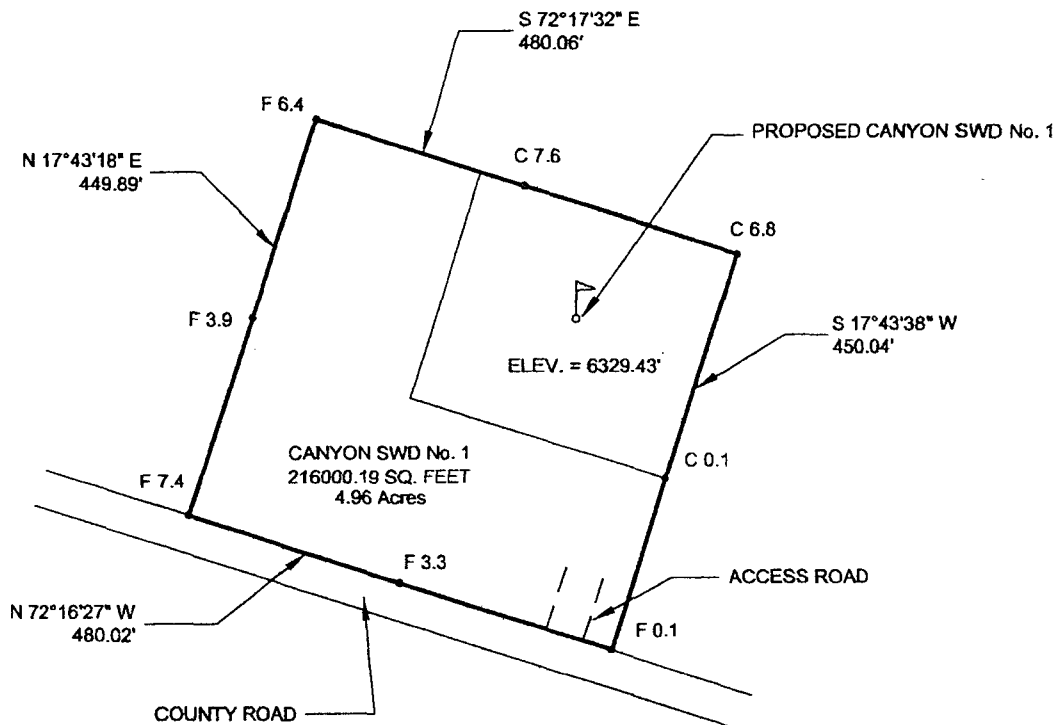 S 72°17'32" E
480.06'
F 6.4
PROPOSED CANYON SWD No. 1
C 7.6
N 17°43'18" E
449.89'
C 6.8
F 3.9
S 17°43'38" W
450.04'
ELEV. = 6329.43'
CANYON SWD No. 1
216000.19 SQ. FEET
4.96 Acres
C 0.1
F 7.4
F 3.3
ACCESS ROAD
N 72°16'27" W
480.02'
F 0.1
COUNTY ROAD